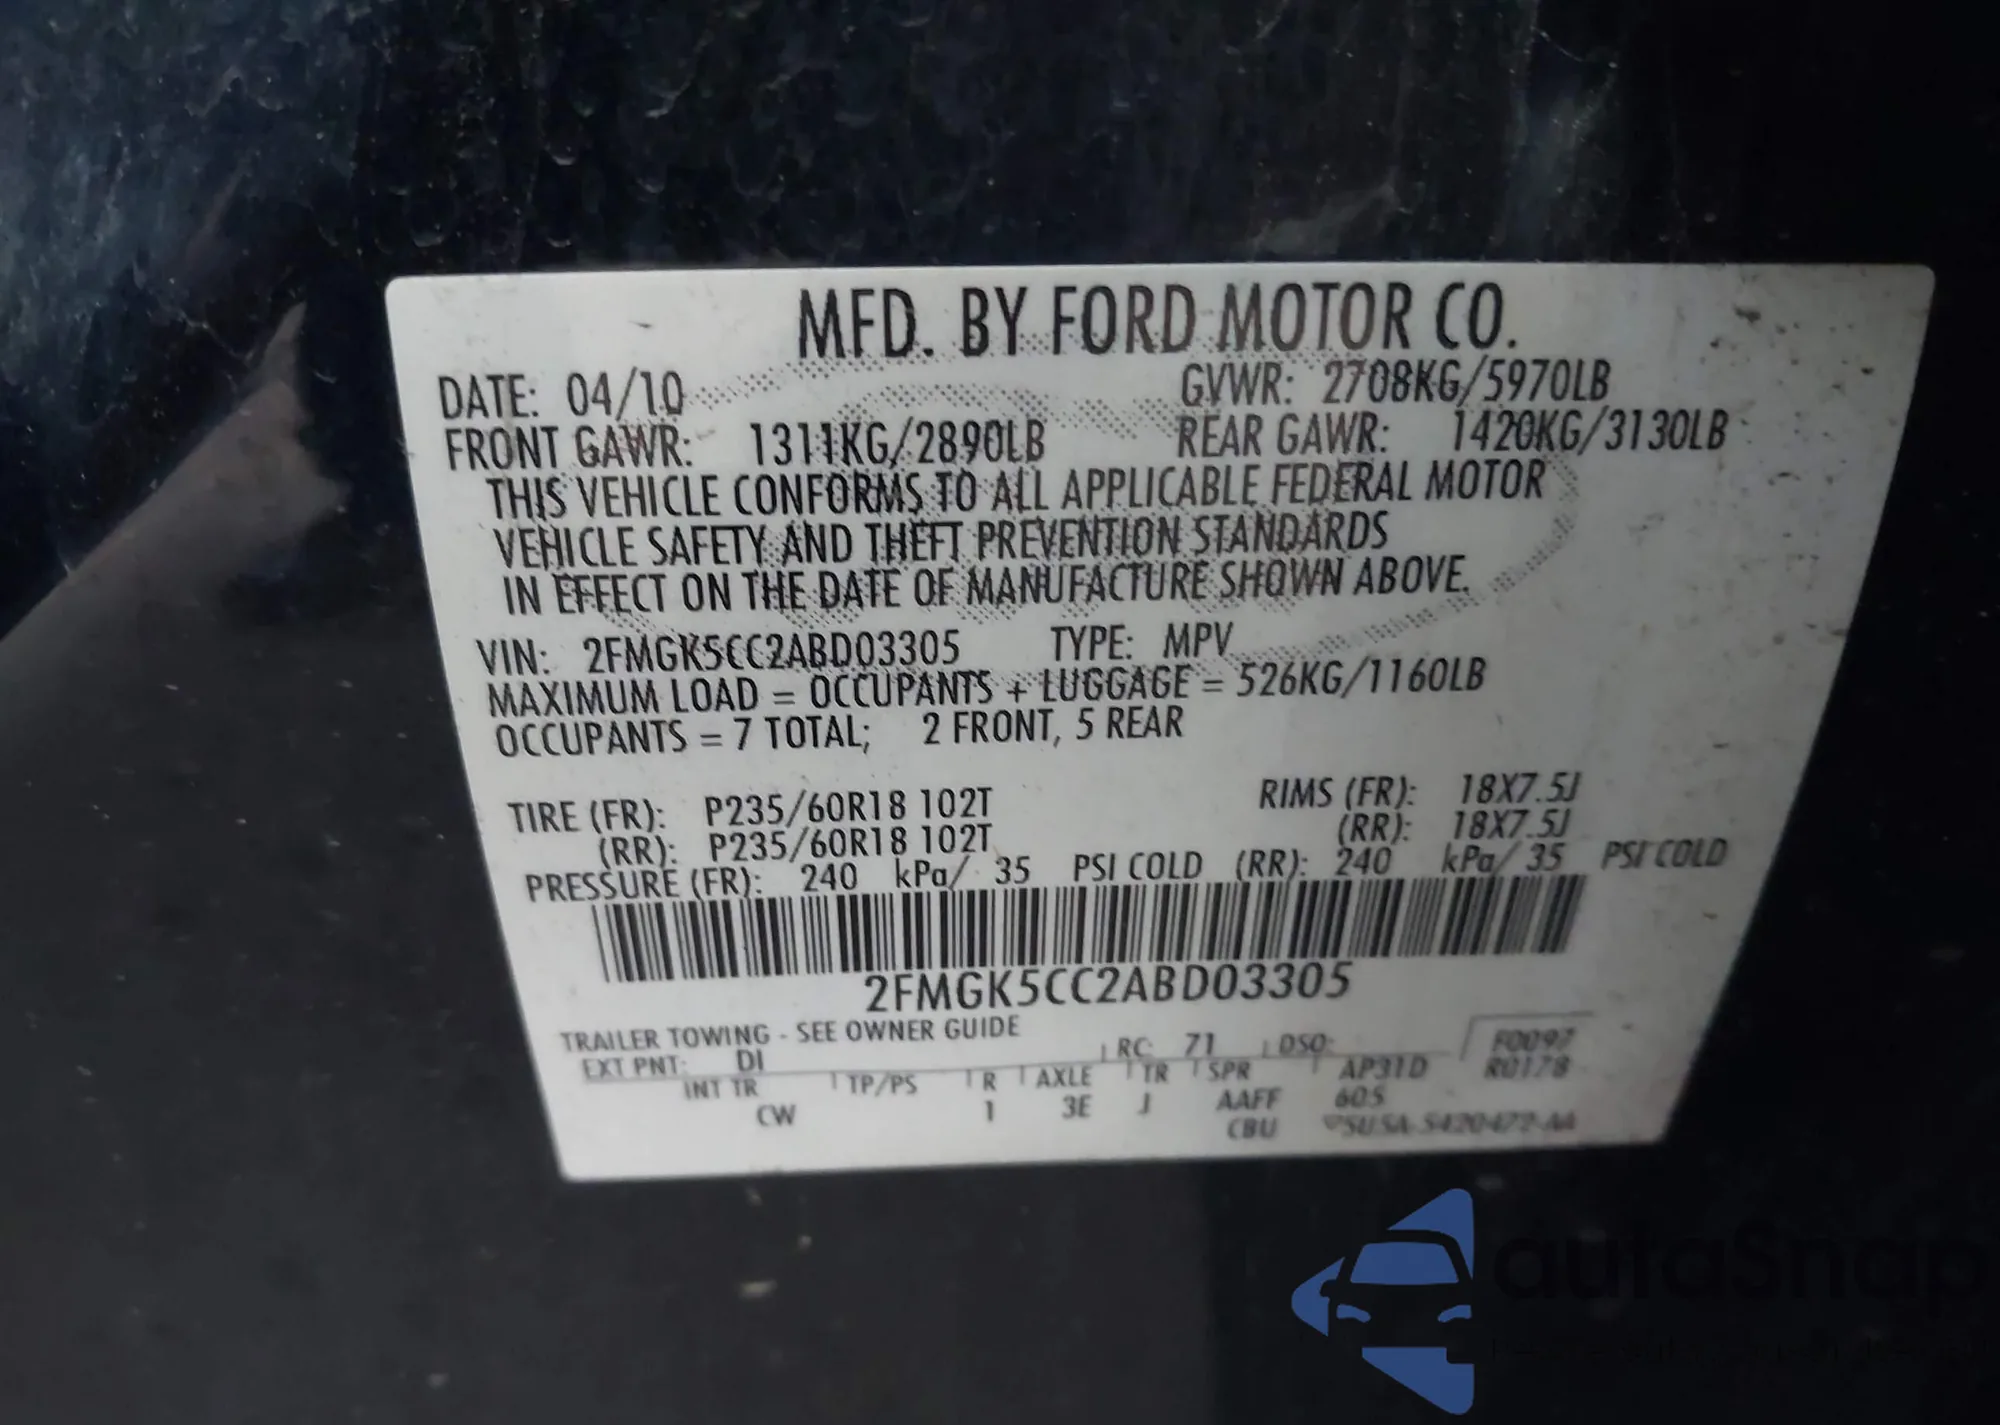 MFD. BY FORD MOTOR CO.
DATE: 04/10 GVWR: 2708KG/5970LB
FRONT GAWR: 1311KG/2890LB REAR GAWR: 1420KG/3130LB
THIS VEHICLE CONFORMS TO ALL APPLICABLE FEDERAL MOTOR
VEHICLE SAFETY AND THEFT PREVENTION STANDARDS
IN EFFECT ON THE DATE OF MANUFACTURE SHOWN ABOVE.
VIN: 2FMGK5CC2ABD03305 TYPE: MPV
MAXIMUM LOAD = OCCUPANTS + LUGGAGE = 526KG/1160LB
OCCUPANTS = 7 TOTAL; 2 FRONT, 5 REAR
TIRE (FR): P235/60R18 102T RIMS (FR): 18X7.5J
(RR): P235/60R18 102T (RR): 18X7.5J
PRESSURE (FR): 240 kPa/ 35 PSI COLD (RR): 240 kPa/ 35 PSI COLD
2FMGK5CC2ABD03305
TRAILER TOWING - SEE OWNER GUIDE
EXT PNT: DI RC: 71 DSO: F0097
INT TR TP/PS R AXLE TR SPR AP31D R0178
CW 1 3E J AAFF 605
CBU
autoSnap